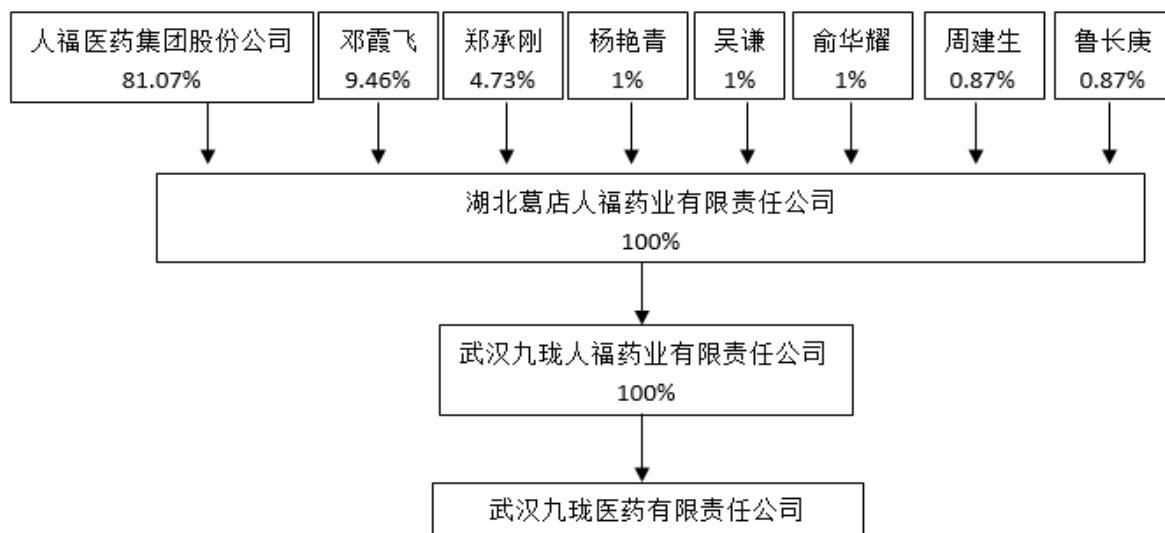 人福医药集团股份公司
81.07%
邓霞飞
9.46%
郑承刚
4.73%
杨艳青
1%
吴谦
1%
俞华耀
1%
周建生
0.87%
鲁长庚
0.87%
湖北葛店人福药业有限责任公司
100%
武汉九珑人福药业有限责任公司
100%
武汉九珑医药有限责任公司